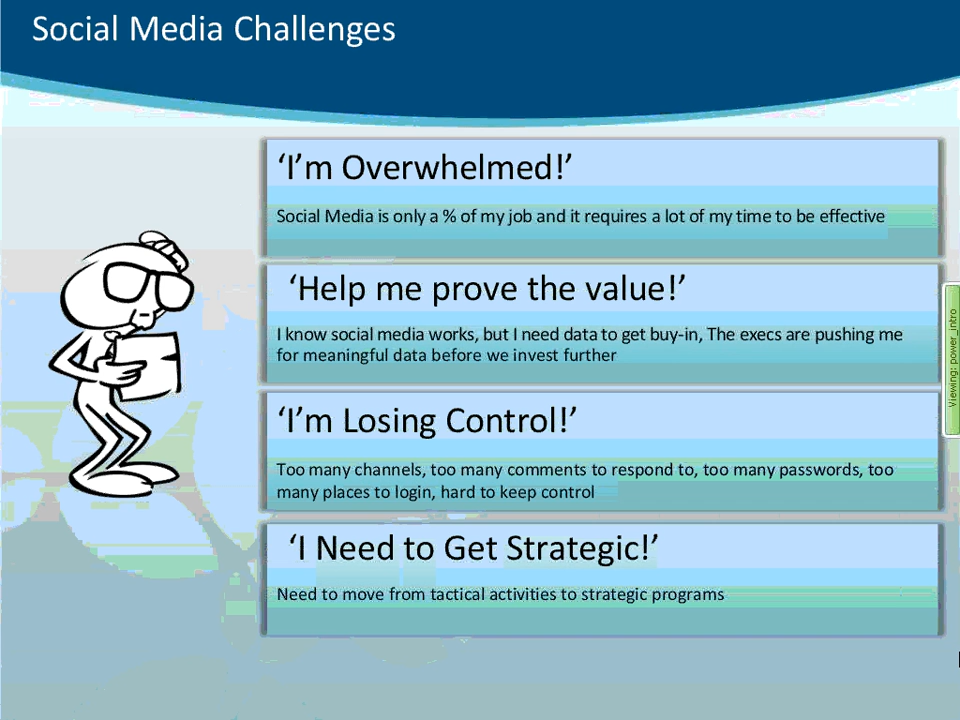 Social Media Challenges
‘I’m Overwhelmed!’
Social Media is only a % of my job and it requires a lot of my time to be effective
‘Help me prove the value!’
I know social media works, but I need data to get buy-in, The execs are pushing me
for meaningful data before we invest further
‘I’m Losing Control!’
Too many channels, too many comments to respond to, too many passwords, too
many places to login, hard to keep control
‘I Need to Get Strategic!’
Need to move from tactical activities to strategic programs
Viewing: power_intro